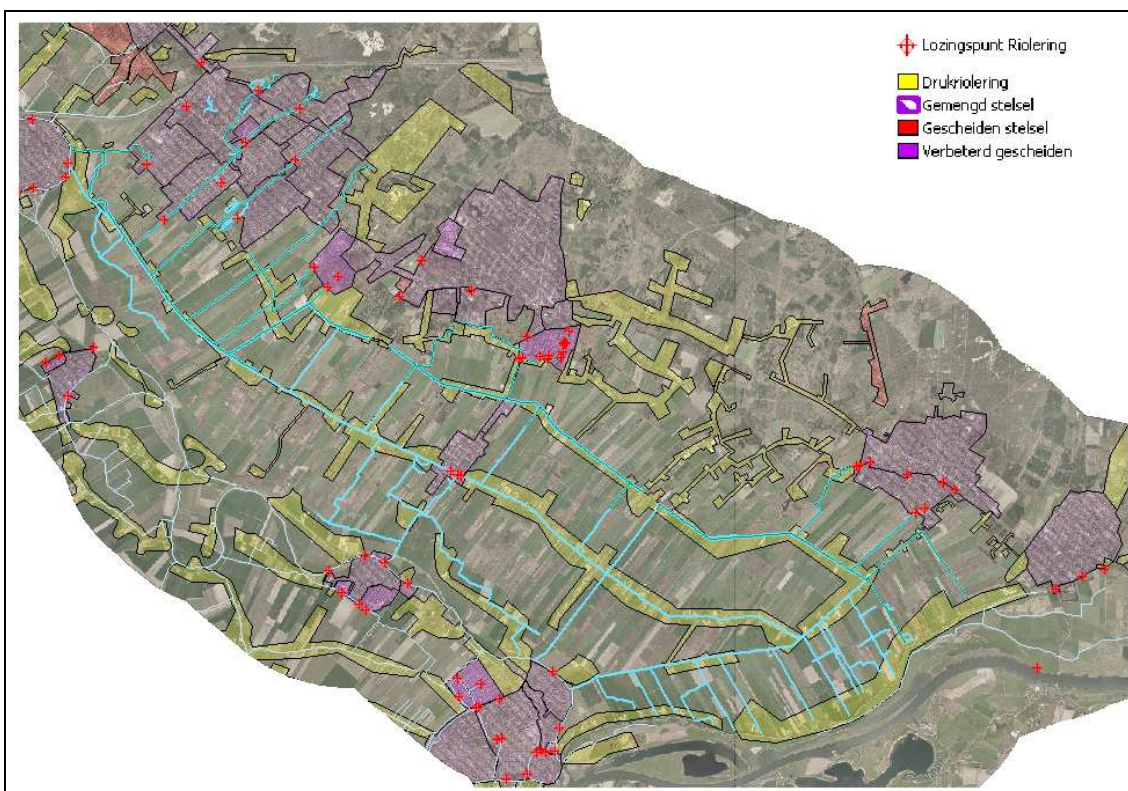 Lozingspunt Riolering
Drukriolering
Gemengd stelsel
Gescheiden stelsel
Verbeterd gescheiden